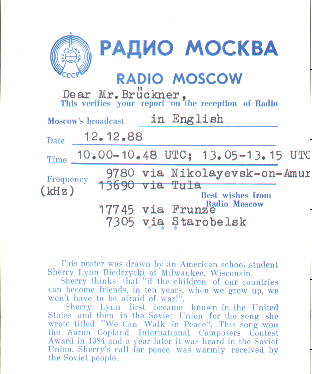 СССР
РАДИО МОСКВА
RADIO MOSCOW
Dear Mr.Brückner,
This verifies your report on the reception of Radio
Moscow's broadcast in English
Date 12.12.88
Time 10.00-10.48 UTC; 13.05-13.15 UTC
Frequency 9780 via Nikolayevsk-on-Amur
(kHz) 13690 via Tula
Best wishes from
Radio Moscow
17745 via Frunze
7305 via Starobelsk
This poster was drawn by an American school student
Sherry Lynn Biedrzycki of Milwaukee, Wisconsin.
Sherry thinks that "if the children of our countries
can become friends, in ten years, when we grow up, we
won't have to be afraid of war!".
Sherry Lynn first became known in the United
States and then in the Soviet Union for the song she
wrote titled "We Can Walk in Peace". This song won
the Aaron Copland International Composers Contest
Award in 1984 and a year later it was heard in the Soviet
Union. Sherry's call for peace was warmly received by
the Soviet people.